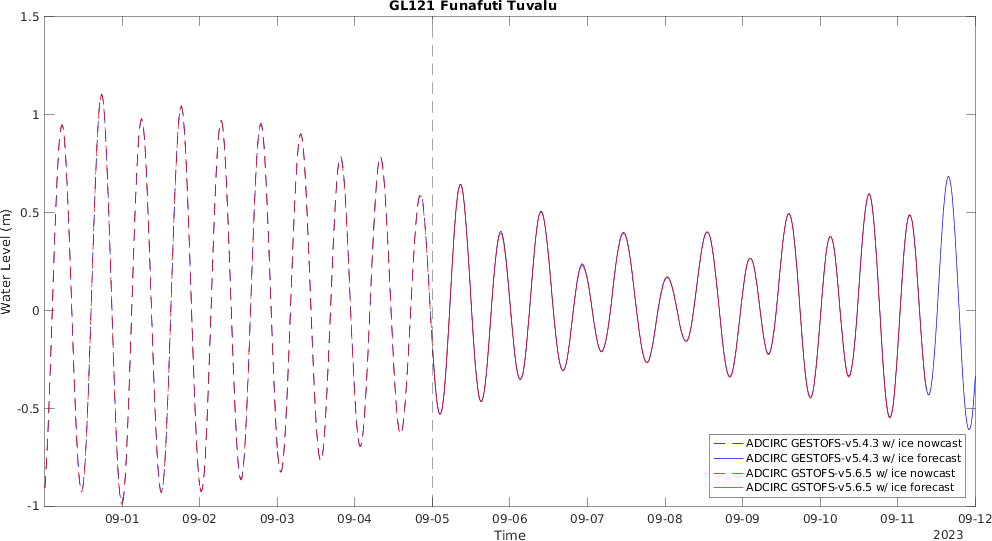 GL121 Funafuti Tuvalu
1.5
1
0.5
0
-0.5
-1
Water Level (m)
ADCIRC GESTOFS-v5.4.3 w/ ice nowcast
ADCIRC GESTOFS-v5.4.3 w/ ice forecast
ADCIRC GSTOFS-v5.6.5 w/ ice nowcast
ADCIRC GSTOFS-v5.6.5 w/ ice forecast
09-01 09-02 09-03 09-04 09-05 09-06 09-07 09-08 09-09 09-10 09-11 09-12
Time
2023